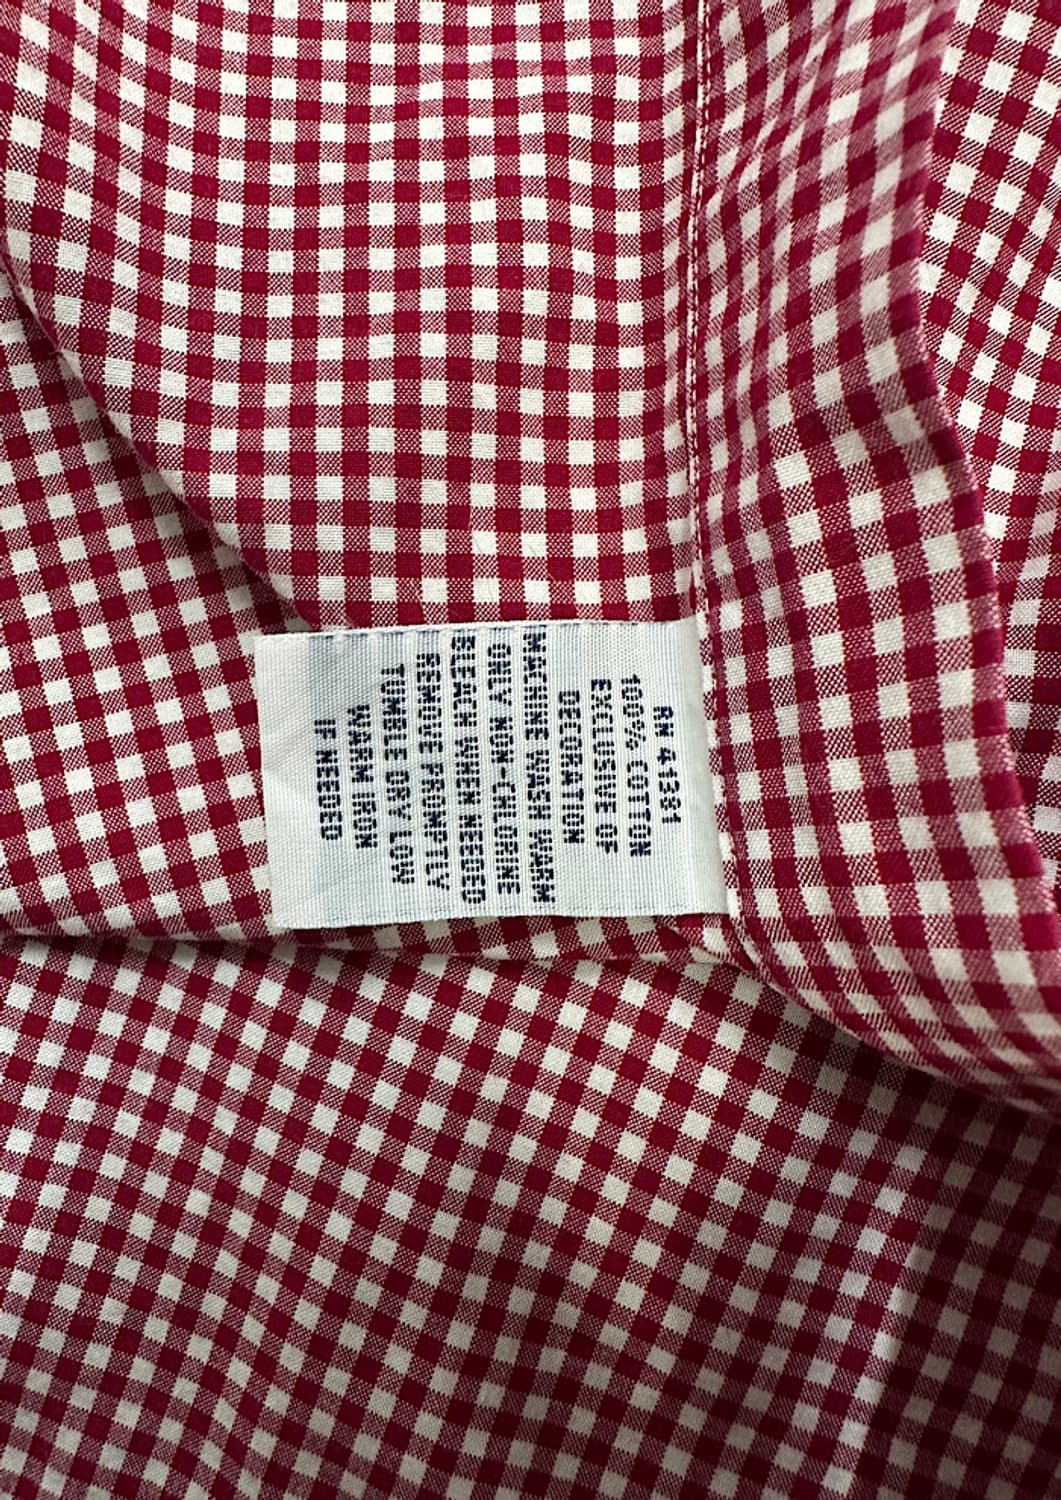 RN 41381
100% COTTON
EXCLUSIVE OF
DECORATION
MACHINE WASH WARM
ONLY NON-CHLORINE
BLEACH WHEN NEEDED
REMOVE PROMPTLY
TUMBLE DRY LOW
WARM IRON
IF NEEDED